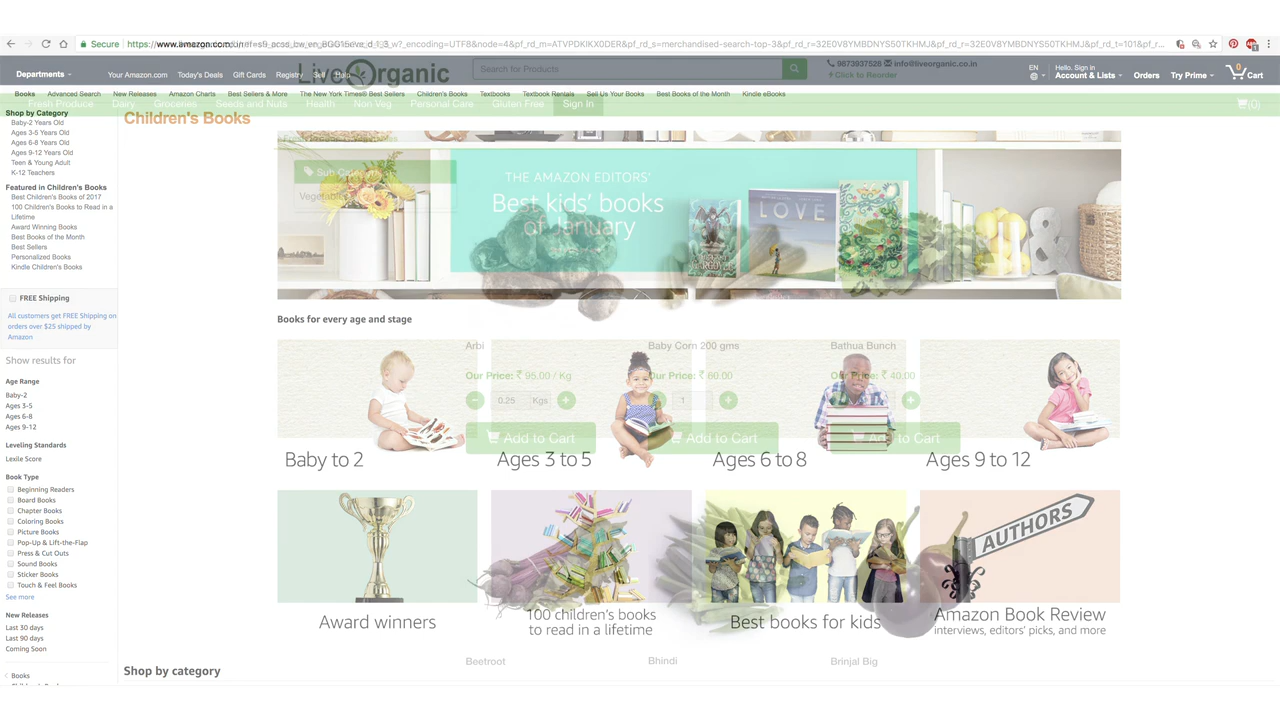 Secure https://www.amazon.com
LiveOrganic
Search for Products
9873937526 info@liveorganic.co.in
Click to Reorder
EN
Hello. Sign In
Departments Your Amazon.com Today's Deals Gift Cards Registry Sell Help Account & Lists Orders Try Prime 0 Cart
Books Advanced Search New Releases Amazon Charts Best Sellers & More The New York Times® Best Sellers Children's Books Textbooks Textbook Rentals Sell Us Your Books Best Books of the Month Kindle eBooks
Fresh Produce Dairy Groceries Seeds and Nuts Health Non Veg Personal Care Gluten Free Sign In (0)
Shop by Category
Baby-2 Years Old
Ages 3-5 Years Old
Ages 6-8 Years Old
Ages 9-12 Years Old
Teen & Young Adult
K-12 Teachers
Featured in Children's Books
Best Children's Books of 2017
100 Children's Books to Read in a
Lifetime
Award Winning Books
Best Books of the Month
Best Sellers
Personalized Books
Kindle Children's Books
FREE Shipping
All customers get FREE Shipping on
orders over $25 shipped by
Amazon
Show results for
Age Range
Baby-2
Ages 3-5
Ages 6-8
Ages 9-12
Leveling Standards
Lexile Score
Book Type
Beginning Readers
Board Books
Chapter Books
Coloring Books
Picture Books
Pop-Up & Lift-the-Flap
Press & Cut Outs
Sound Books
Sticker Books
Touch & Feel Books
See more
New Releases
Last 30 days
Last 90 days
Coming Soon
Books
Children's Books
THE AMAZON EDITORS'
Best kids' books
of January
LOVE
&
Books for every age and stage
Arbi Baby Corn 200 gms Bathua Bunch
Our Price: ₹ 95.00 / Kg Our Price: ₹ 60.00 Our Price: ₹ 40.00
0.25 Kgs 1
Add to Cart Add to Cart Add to Cart
Baby to 2 Ages 3 to 5 Ages 6 to 8 Ages 9 to 12
AUTHORS
Award winners
100 children's books
to read in a lifetime
Best books for kids
Amazon Book Review
interviews, editors' picks, and more
Beetroot Bhindi Brinjal Big
Shop by category